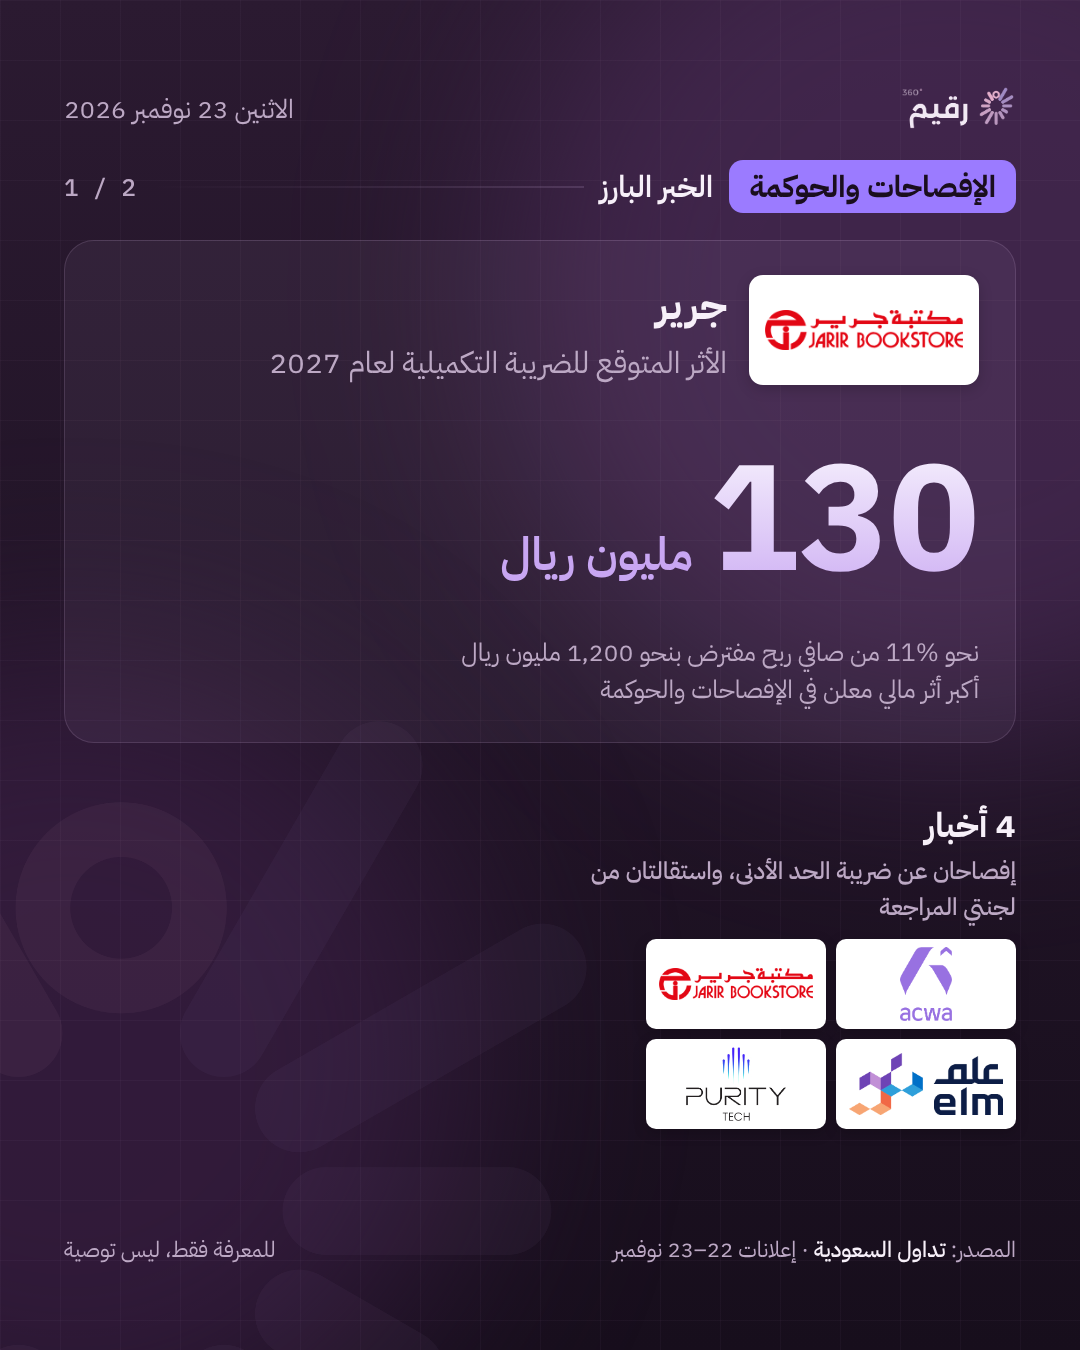 رقيم
360°
الاثنين 23 نوفمبر 2026
الإفصاحات والحوكمة
الخبر البارز
1 / 2
مكتبة جرير
JARIR BOOKSTORE
جرير
الأثر المتوقع للضريبة التكميلية لعام 2027
130 مليون ريال
نحو 11% من صافي ربح مفترض بنحو 1,200 مليون ريال
أكبر أثر مالي معلن في الإفصاحات والحوكمة
4 أخبار
إفصاحان عن ضريبة الحد الأدنى، واستقالتان من
لجنتي المراجعة
acwa
مكتبة جرير
JARIR BOOKSTORE
علم
elm
PURITY
TECH
المصدر: تداول السعودية · إعلانات 22–23 نوفمبر
للمعرفة فقط، ليس توصية